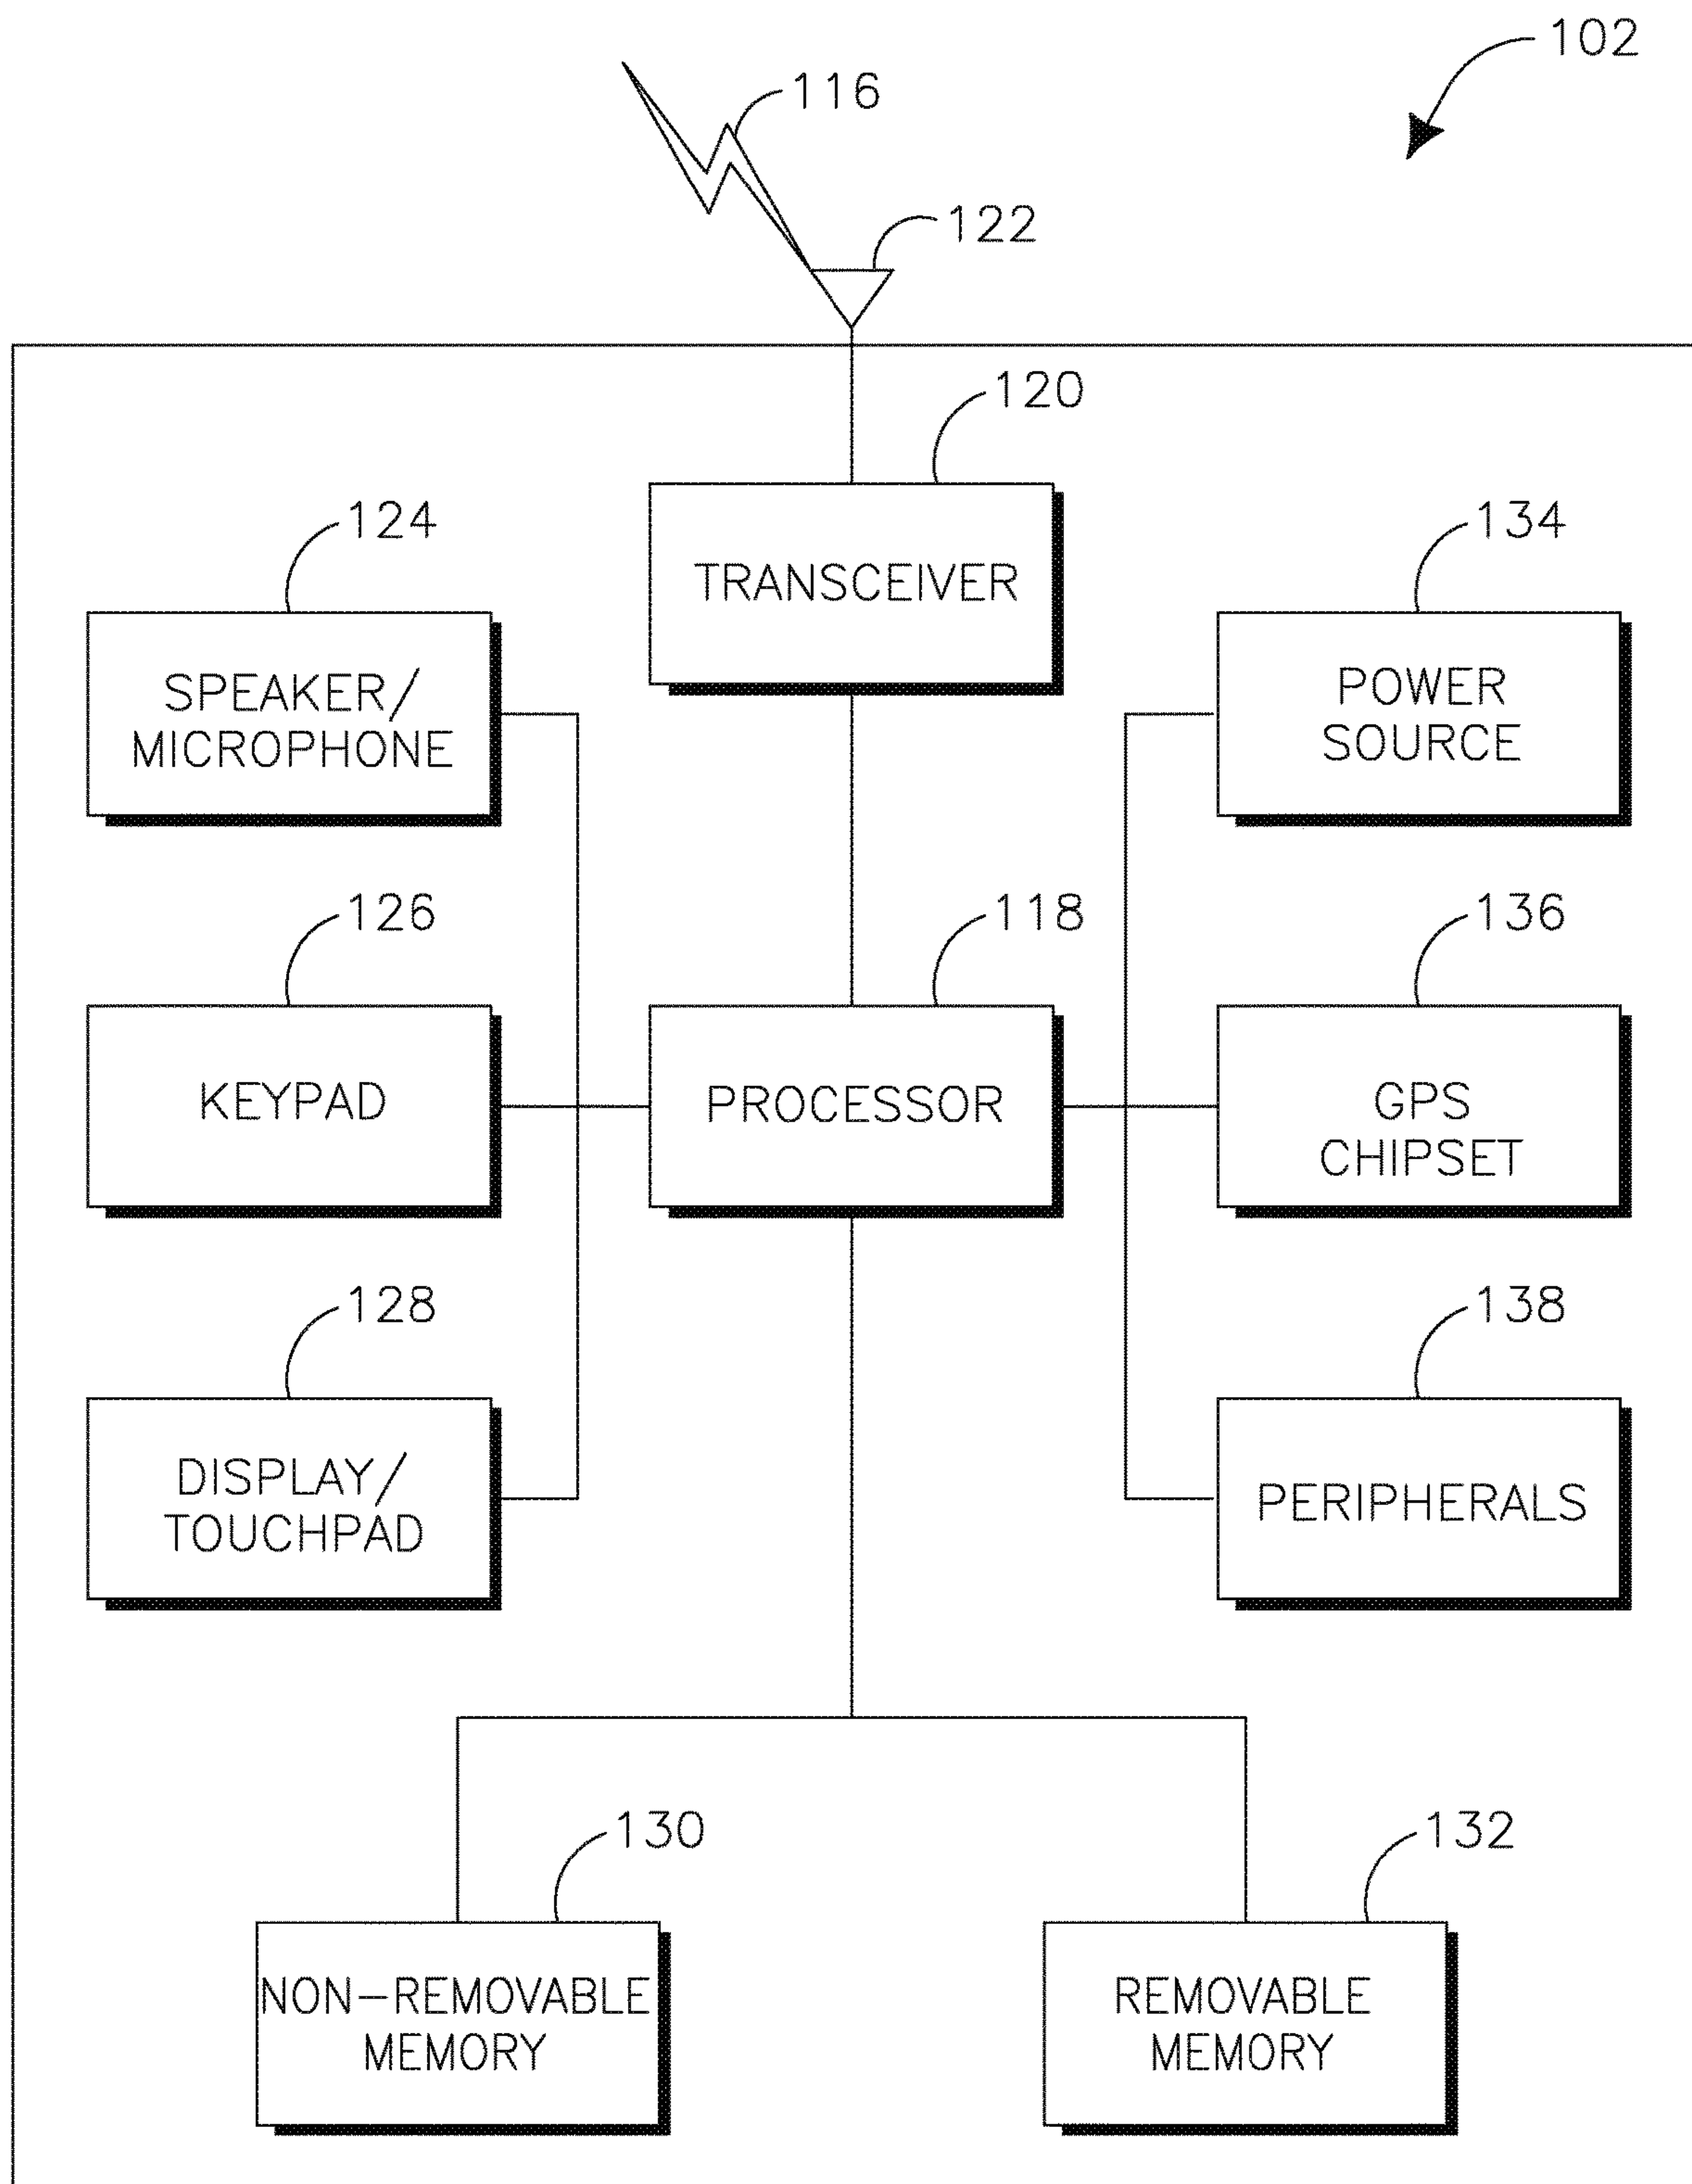 102
116
122
120
124
134
TRANSCEIVER
SPEAKER/
MICROPHONE
POWER
SOURCE
126
118
136
KEYPAD
PROCESSOR
GPS
CHIPSET
128
138
DISPLAY/
TOUCHPAD
PERIPHERALS
130
132
NON-REMOVABLE
MEMORY
REMOVABLE
MEMORY